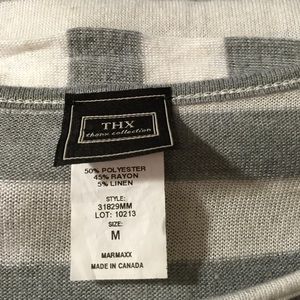 THX
thanx collection
50% POLYESTER
45% RAYON
5% LINEN
STYLE:
31829MM
LOT: 10213
SIZE:
M
MARMAXX
MADE IN CANADA